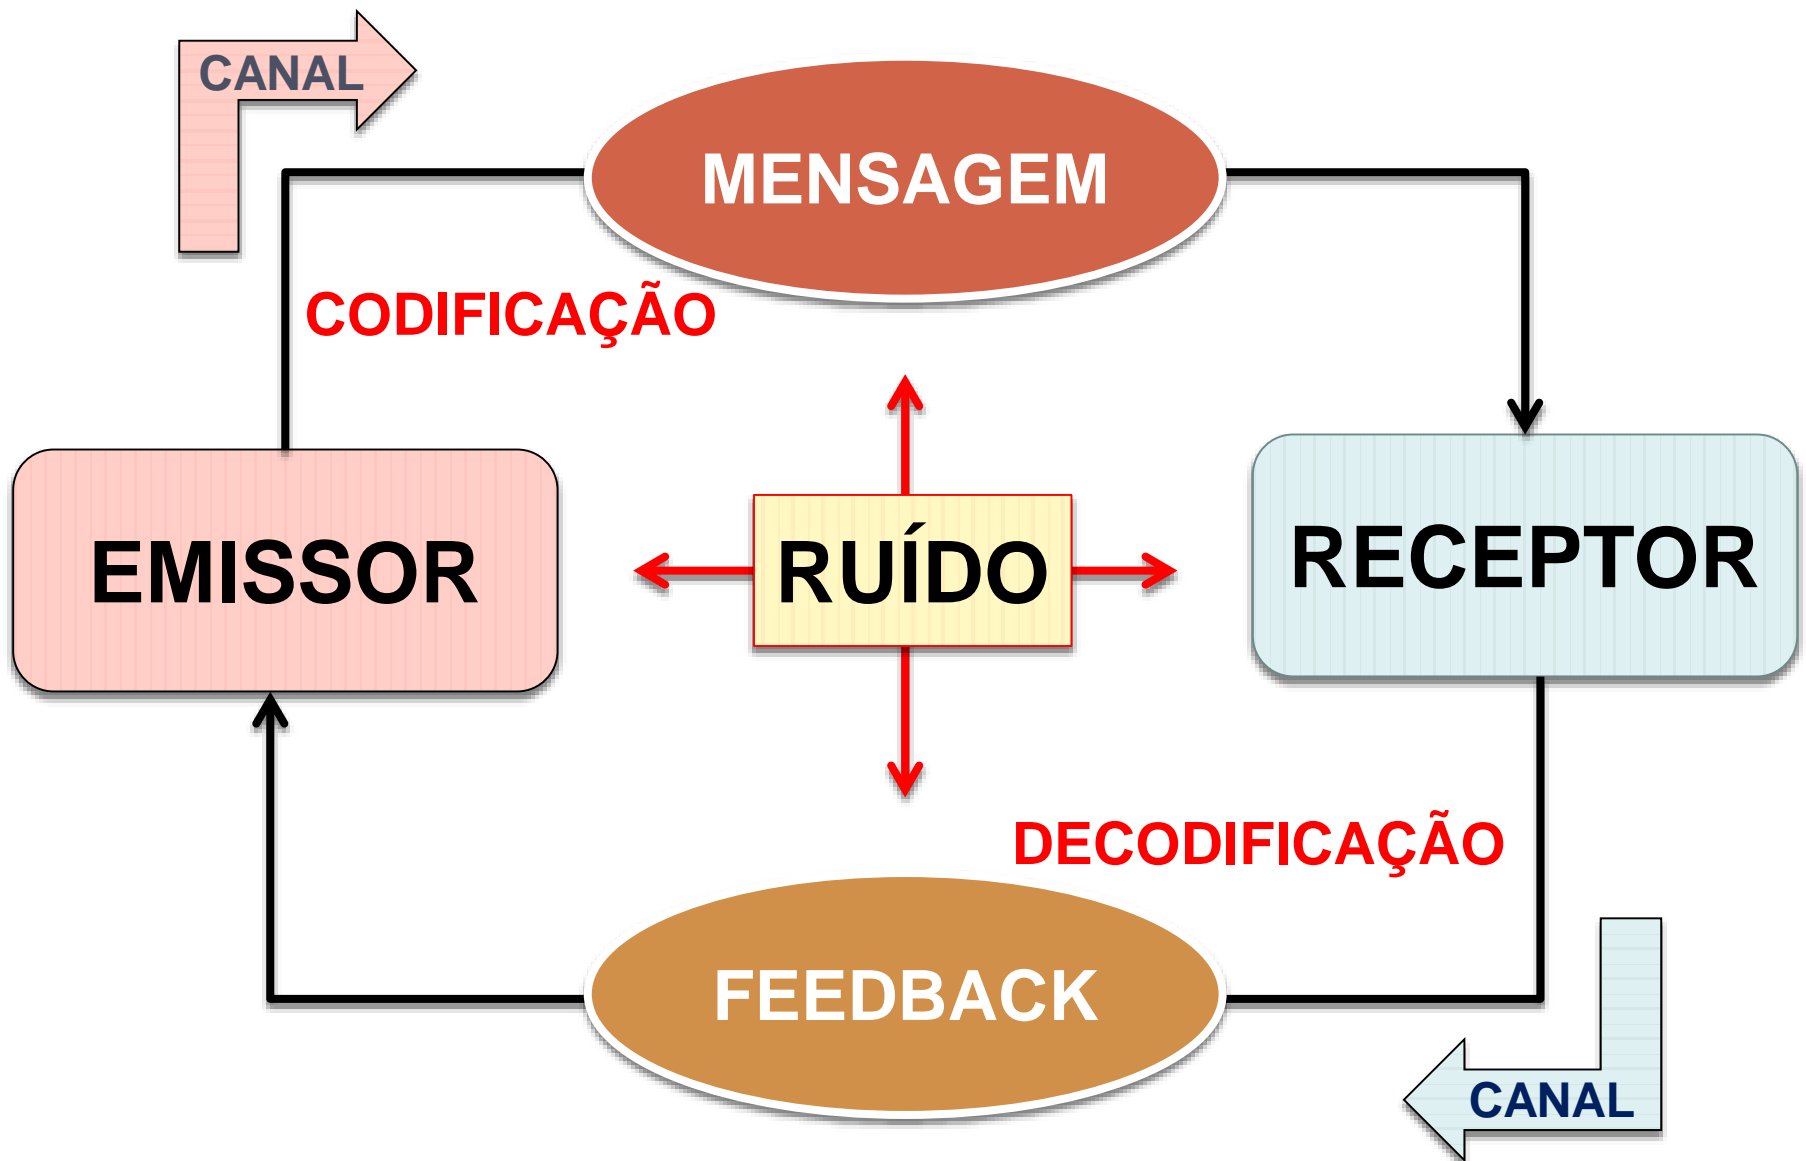 CANAL
MENSAGEM
CODIFICAÇÃO
EMISSOR
RUÍDO
RECEPTOR
DECODIFICAÇÃO
FEEDBACK
CANAL